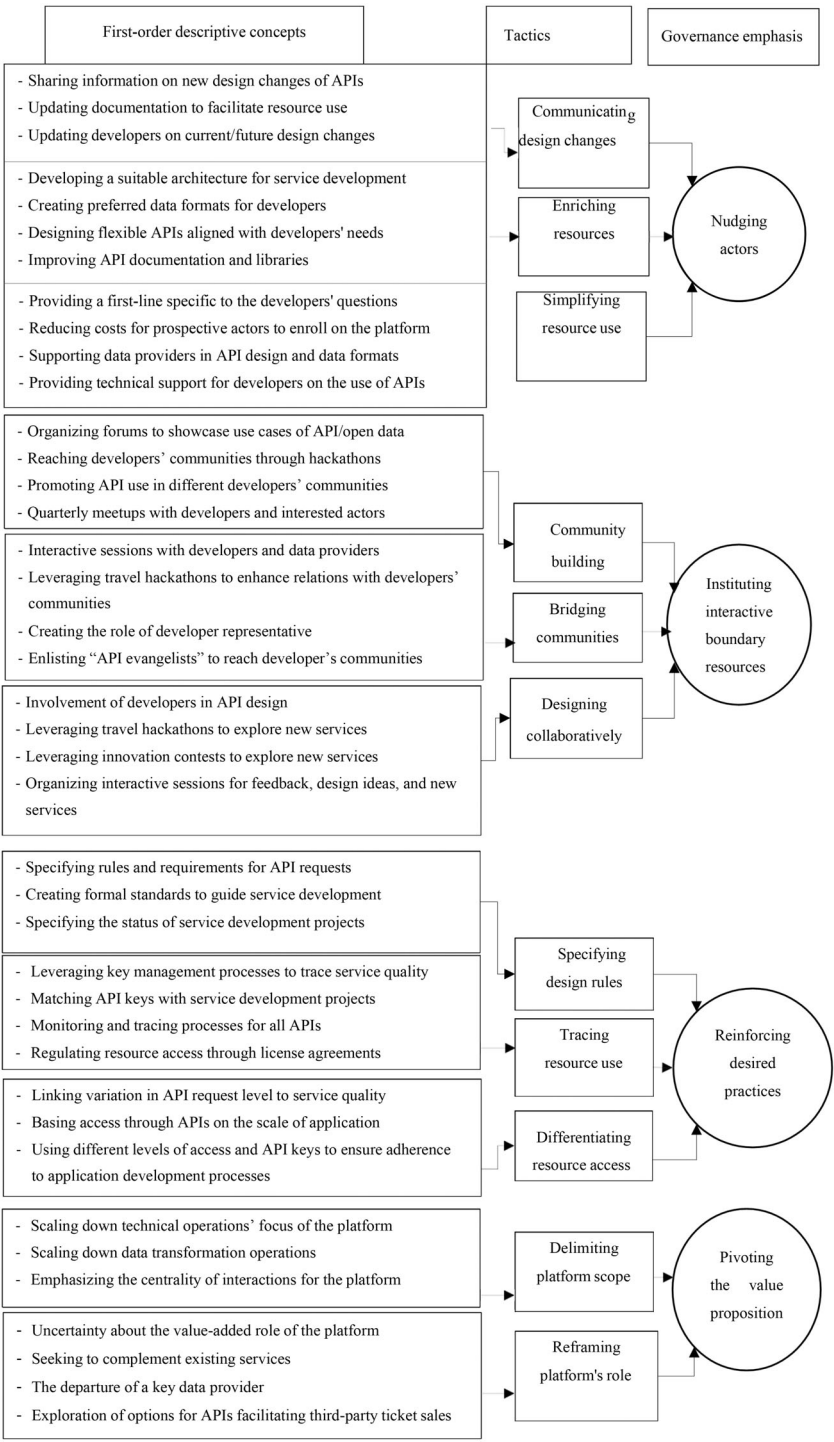 First-order descriptive concepts
Tactics
Governance emphasis
- Sharing information on new design changes of APIs
- Updating documentation to facilitate resource use
- Updating developers on current/future design changes
Communicating
design changes
- Developing a suitable architecture for service development
- Creating preferred data formats for developers
- Designing flexible APIs aligned with developers' needs
- Improving API documentation and libraries
Enriching
resources
- Providing a first-line specific to the developers' questions
- Reducing costs for prospective actors to enroll on the platform
- Supporting data providers in API design and data formats
- Providing technical support for developers on the use of APIs
Simplifying
resource use
Nudging
actors
- Organizing forums to showcase use cases of API/open data
- Reaching developers’ communities through hackathons
- Promoting API use in different developers’ communities
- Quarterly meetups with developers and interested actors
Community
building
- Interactive sessions with developers and data providers
- Leveraging travel hackathons to enhance relations with developers’
communities
- Creating the role of developer representative
- Enlisting “API evangelists” to reach developer’s communities
Bridging
communities
- Involvement of developers in API design
- Leveraging travel hackathons to explore new services
- Leveraging innovation contests to explore new services
- Organizing interactive sessions for feedback, design ideas, and new
services
Designing
collaboratively
Instituting
interactive
boundary
resources
- Specifying rules and requirements for API requests
- Creating formal standards to guide service development
- Specifying the status of service development projects
Specifying
design rules
- Leveraging key management processes to trace service quality
- Matching API keys with service development projects
- Monitoring and tracing processes for all APIs
- Regulating resource access through license agreements
Tracing
resource use
- Linking variation in API request level to service quality
- Basing access through APIs on the scale of application
- Using different levels of access and API keys to ensure adherence
to application development processes
Differentiating
resource access
Reinforcing
desired
practices
- Scaling down technical operations’ focus of the platform
- Scaling down data transformation operations
- Emphasizing the centrality of interactions for the platform
Delimiting
platform scope
- Uncertainty about the value-added role of the platform
- Seeking to complement existing services
- The departure of a key data provider
- Exploration of options for APIs facilitating third-party ticket sales
Reframing
platform's role
Pivoting
the value
proposition